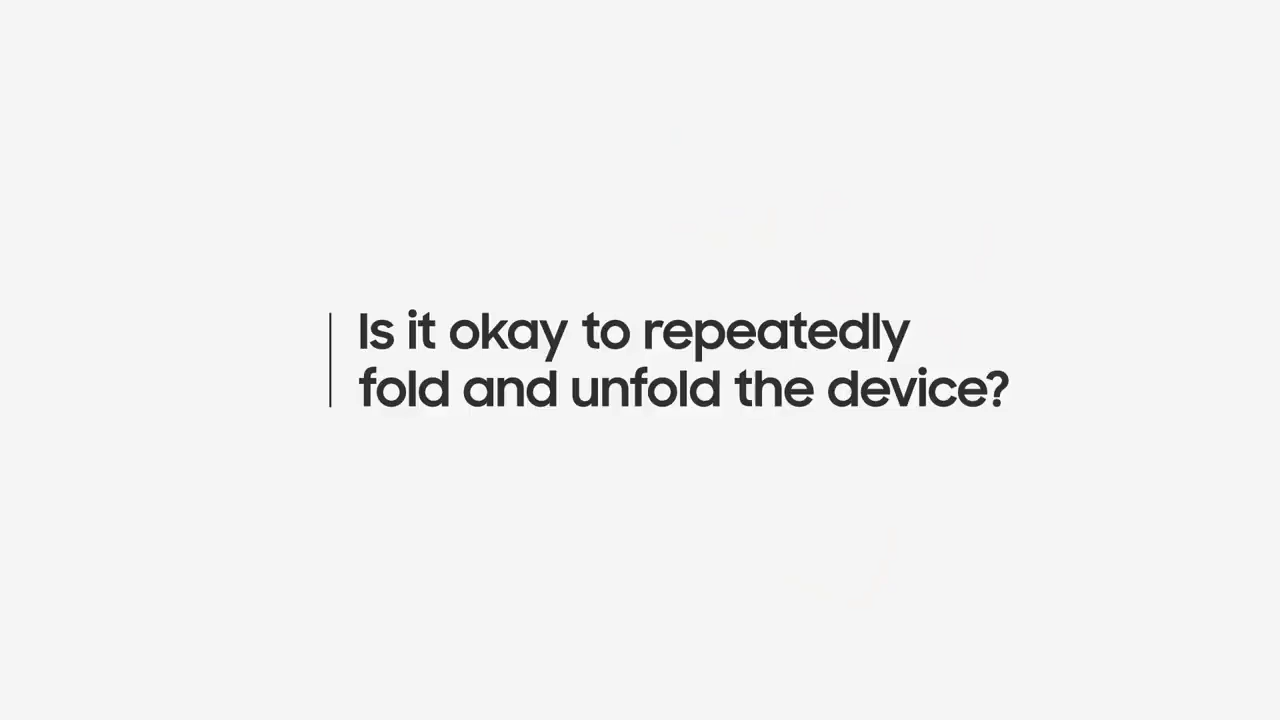 Is it okay to repeatedly
fold and unfold the device?